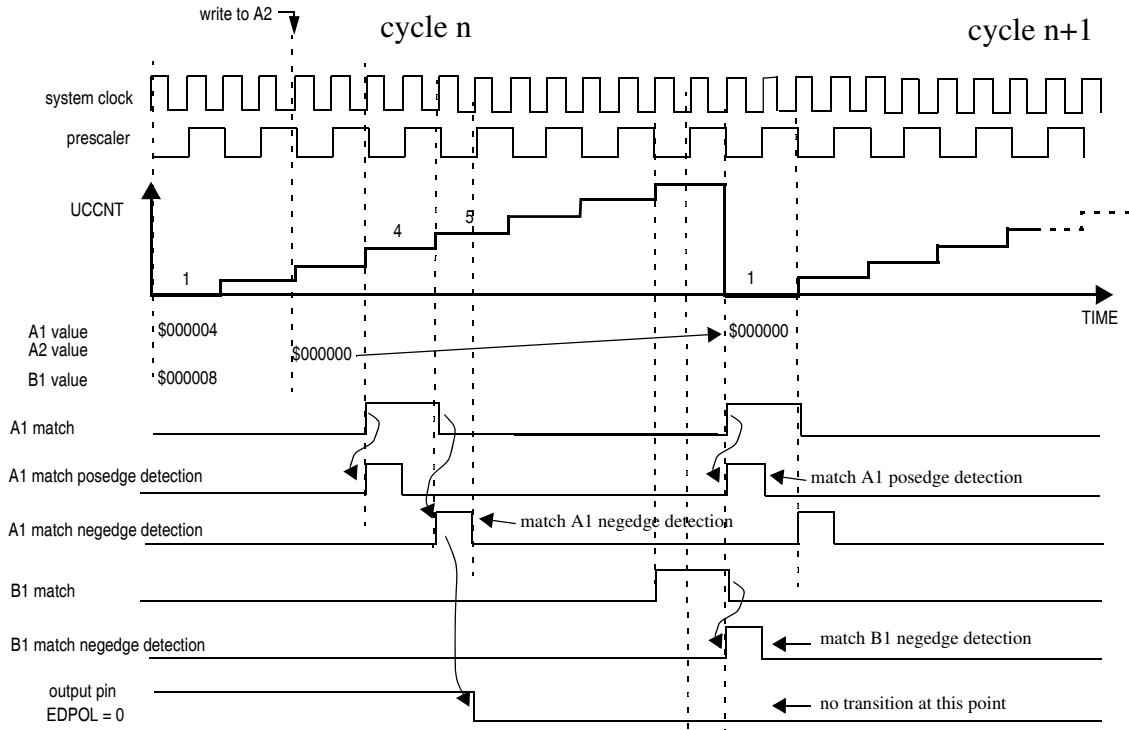 write to A2
cycle n
cycle n+1
system clock
prescaler
UCCNT
1
4
5
1
TIME
A1 value
$000004
$000000
A2 value
$000000
B1 value
$000008
A1 match
A1 match posedge detection
match A1 posedge detection
A1 match negedge detection
match A1 negedge detection
B1 match
B1 match negedge detection
match B1 negedge detection
output pin
EDPOL = 0
no transition at this point